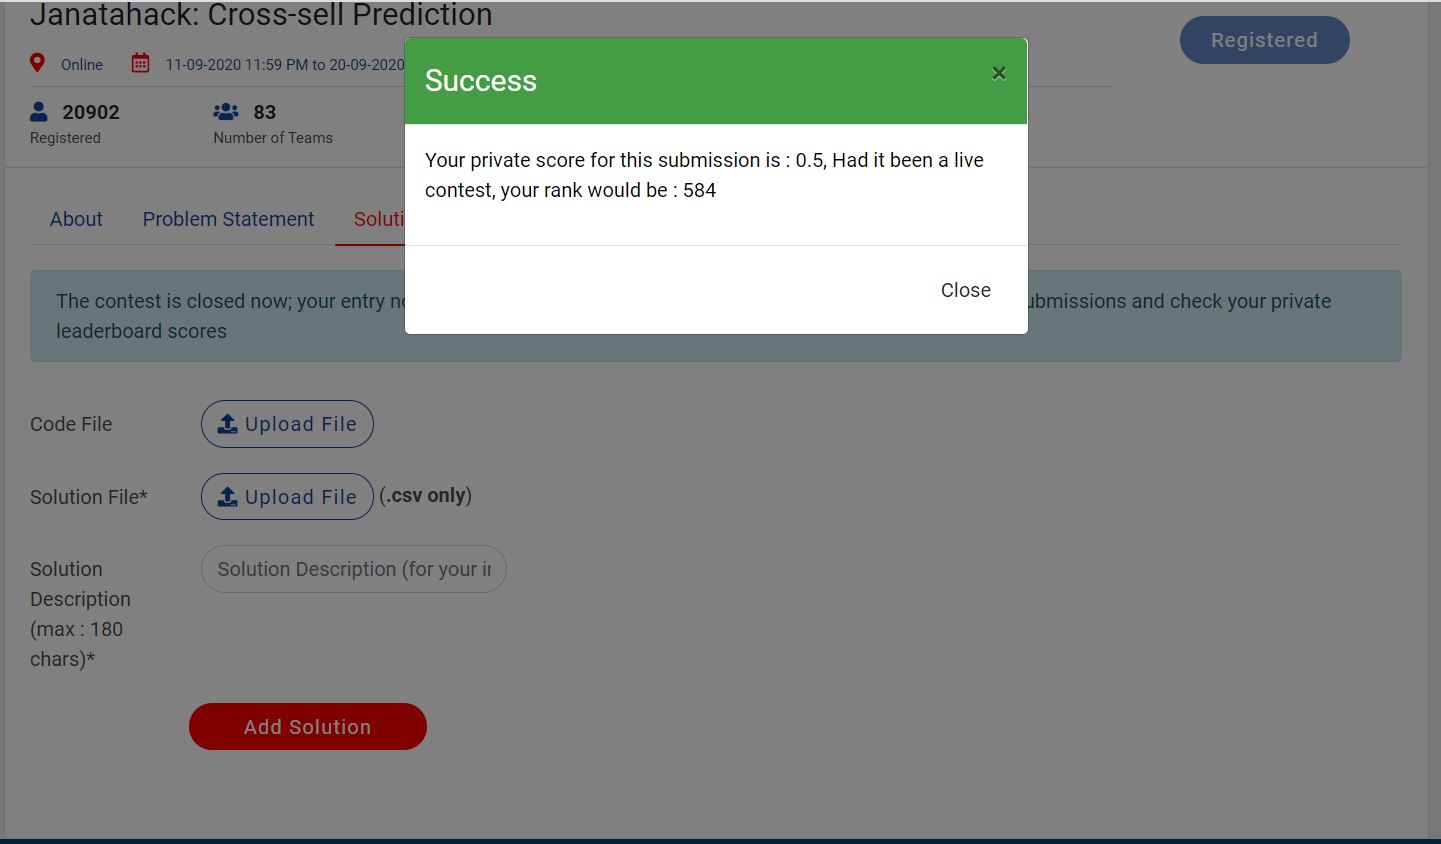 Janatahack: Cross-sell Prediction
Registered
Online
11-09-2020 11:59 PM to 20-09-2020
20902
Registered
83
Number of Teams
Success
×
Your private score for this submission is : 0.5, Had it been a live
contest, your rank would be : 584
Close
About
Problem Statement
Soluti
The contest is closed now; your entry
ubmissions and check your private
leaderboard scores
Code File
Upload File
Solution File*
Upload File
(.csv only)
Solution
Description
(max : 180
chars)*
Solution Description (for your
Add Solution